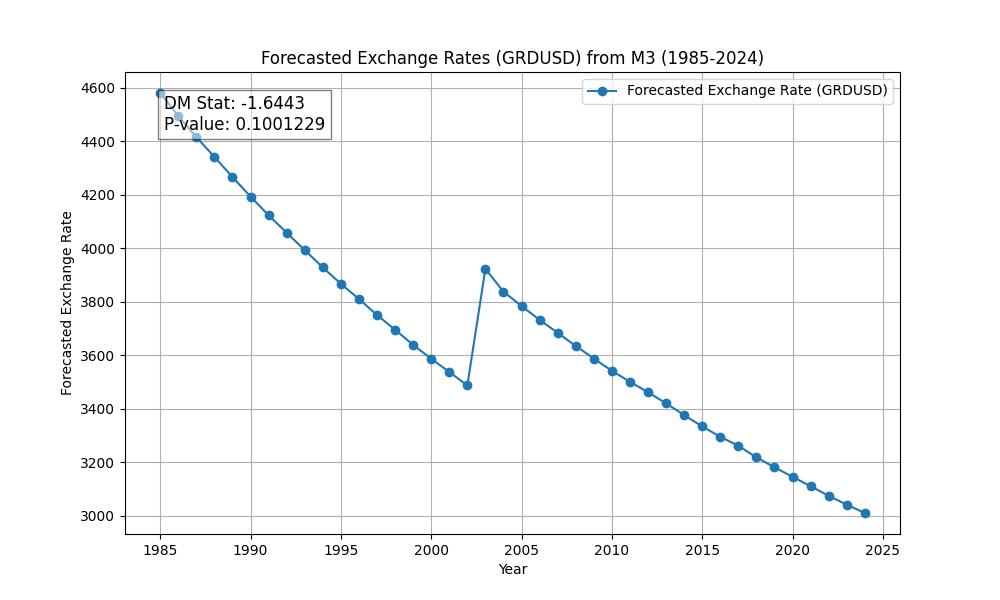 Forecasted Exchange Rates (GRDUSD) from M3 (1985-2024)
Forecasted Exchange Rate (GRDUSD)
DM Stat: -1.6443
P-value: 0.1001229
Forecasted Exchange Rate
4600
4400
4200
4000
3800
3600
3400
3200
3000
1985 1990 1995 2000 2005 2010 2015 2020 2025
Year